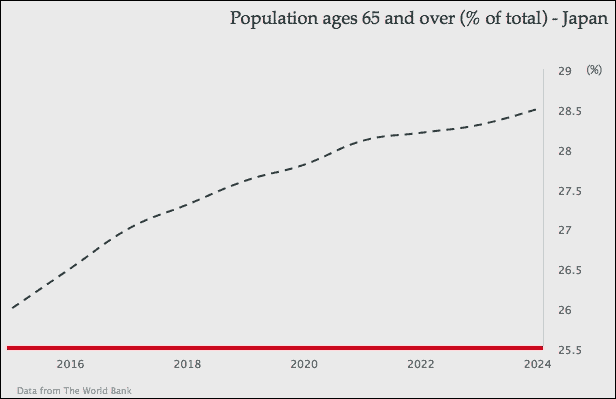 Population ages 65 and over (% of total) - Japan
29 (%)
28.5
28
27.5
27
26.5
26
25.5
2016 2018 2020 2022 2024
Data from The World Bank